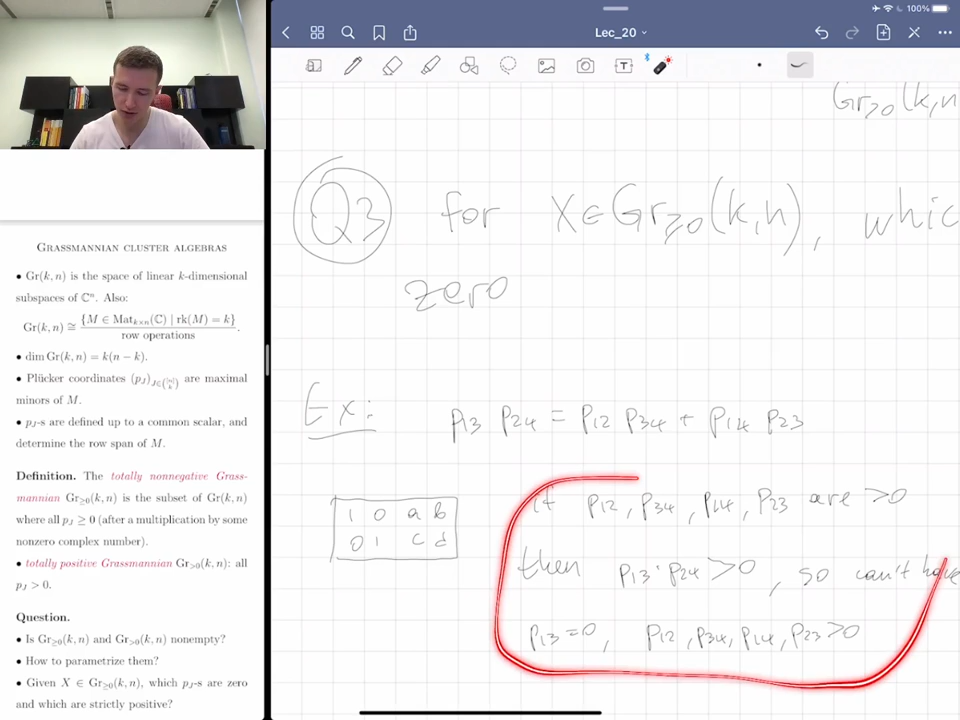 100%
Lec_20
Gr≥0(k,n
Q3 for X∈Gr≥0(k,n), whic
zero
Ex: p13 p24 = p12 p34 + p14 p23
1 0 a b
0 1 c d
if p12, p34, p14, p23 are >0
then p13·p24 >0, so can't have
p13=0, p12, p34, p14, p23>0
GRASSMANNIAN CLUSTER ALGEBRAS
• Gr(k, n) is the space of linear k-dimensional
subspaces of ℂⁿ. Also:
Gr(k, n) ≅ {M ∈ Matₖ×ₙ(ℂ) | rk(M) = k} / row operations.
• dim Gr(k, n) = k(n − k).
• Plücker coordinates (p_J)_{J∈([n] k)} are maximal
minors of M.
• p_J-s are defined up to a common scalar, and
determine the row span of M.
Definition. The totally nonnegative Grass-
mannian Gr≥0(k, n) is the subset of Gr(k, n)
where all p_J ≥ 0 (after a multiplication by some
nonzero complex number).
• totally positive Grassmannian Gr>0(k, n): all
p_J > 0.
Question.
• Is Gr≥0(k, n) and Gr>0(k, n) nonempty?
• How to parametrize them?
• Given X ∈ Gr≥0(k, n), which p_J-s are zero
and which are strictly positive?